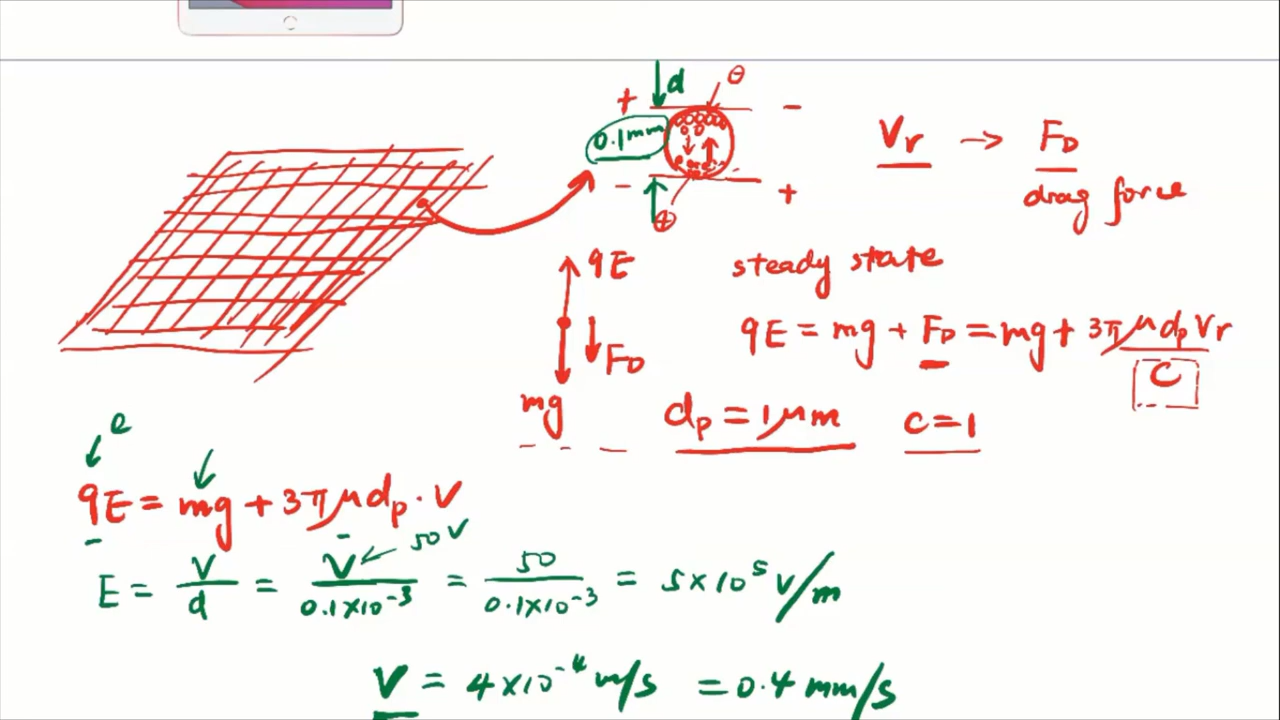 d θ
+ −
0.1mm
− +
⊕
Vr → FD
drag force
qE
steady state
qE = mg + FD = mg + 3πμdpVr / C
FD
mg
dp = 1μm C=1
e
qE = mg + 3πμdp · V
50 V
E = V/d = V/0.1×10⁻³ = 50/0.1×10⁻³ = 5×10⁵ V/m
V = 4×10⁻⁴ m/s = 0.4 mm/s